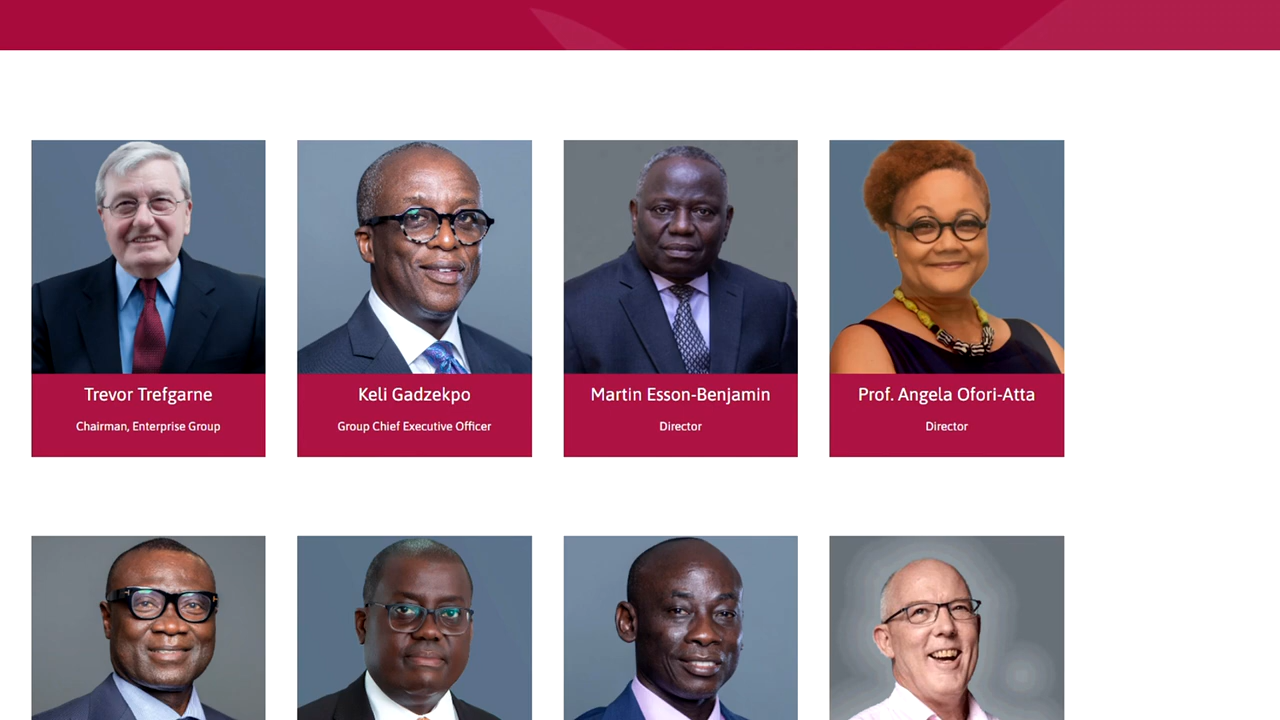 Trevor Trefgarne
Chairman, Enterprise Group
Keli Gadzekpo
Group Chief Executive Officer
Martin Esson-Benjamin
Director
Prof. Angela Ofori-Atta
Director